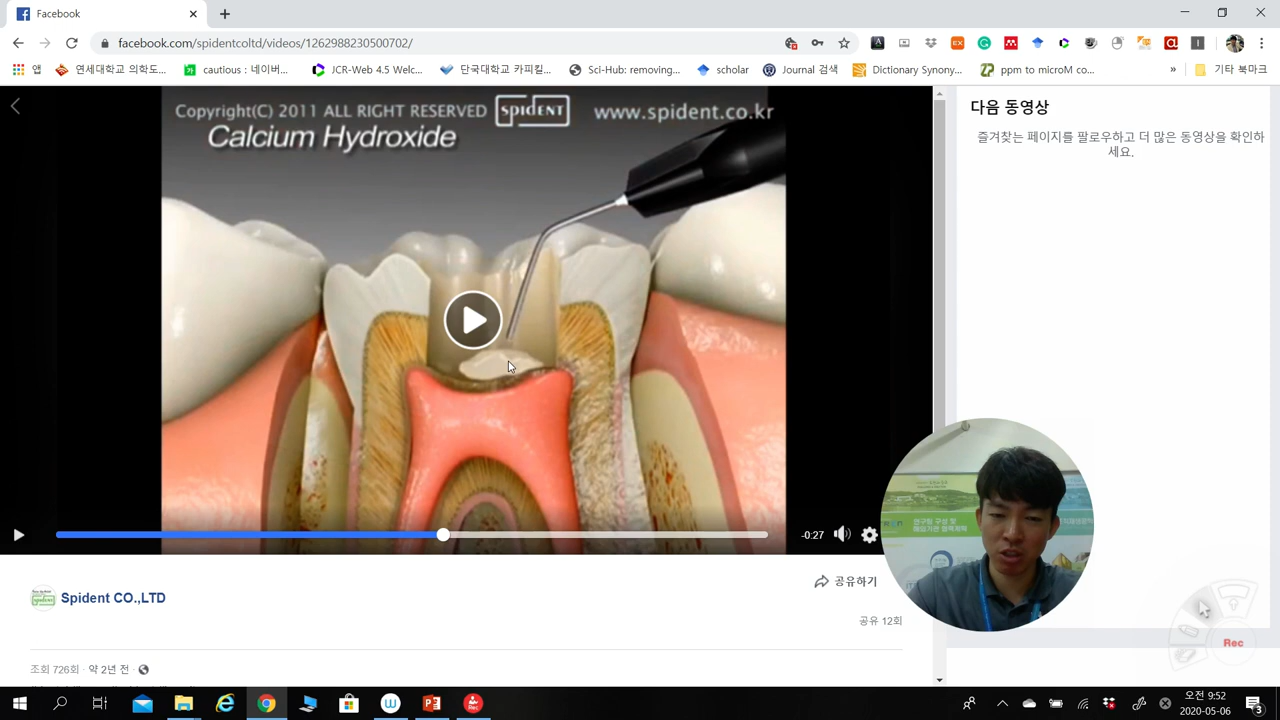 Facebook
facebook.com/spidentcoltd/videos/1262988230500702/
앱
연세대학교 의학도...
cautious : 네이버...
JCR-Web 4.5 Welc...
단국대학교 카피킬...
Sci-Hub: removing...
scholar
Journal 검색
Dictionary Synony...
ppm to microM co...
»
기타 북마크
Copyright(C) 2011 ALL RIGHT RESERVED spident www.spident.co.kr
Calcium Hydroxide
다음 동영상
즐겨찾는 페이지를 팔로우하고 더 많은 동영상을 확인하
세요.
-0:27
Spident CO.,LTD
공유하기
공유 12회
조회 726회 · 약 2년 전 ·
Rec
오전 9:52
2020-05-06
3